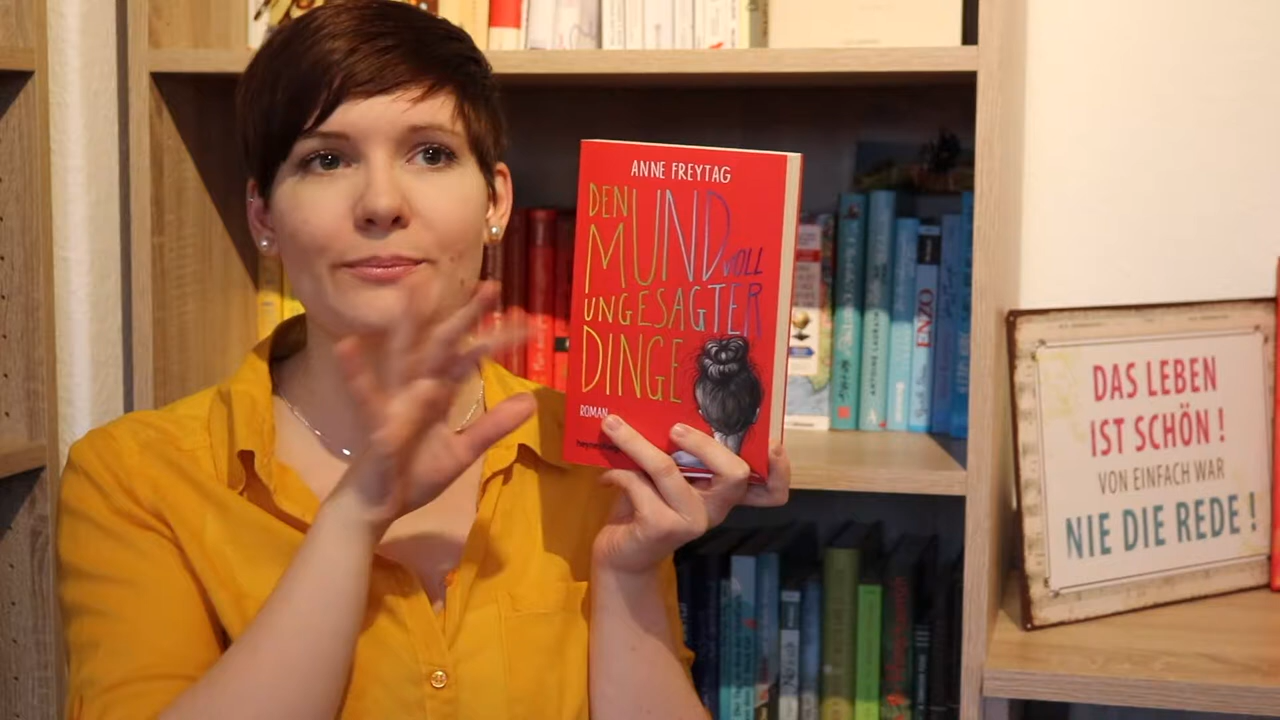 ANNE FREYTAG
DEN
MUND VOLL
UNGESAGTER
DINGE
ROMAN
ENZO
DAS LEBEN
IST SCHÖN !
VON EINFACH WAR
NIE DIE REDE !